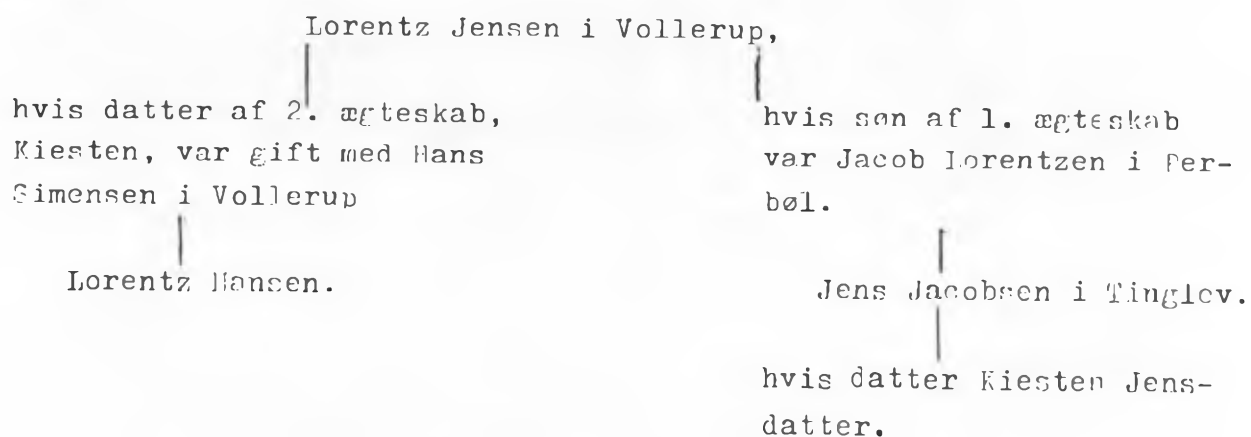 Lorentz Jensen i Vollerup,
hvis datter af 2. ægteskab,
Kiesten, var gift med Hans
Simensen i Vollerup
Lorentz Hansen.
hvis søn af 1. ægteskab
var Jacob Lorentzen i Ter-
bøl.
Jens Jacobsen i Tinglev.
hvis datter Kiesten Jens-
datter.